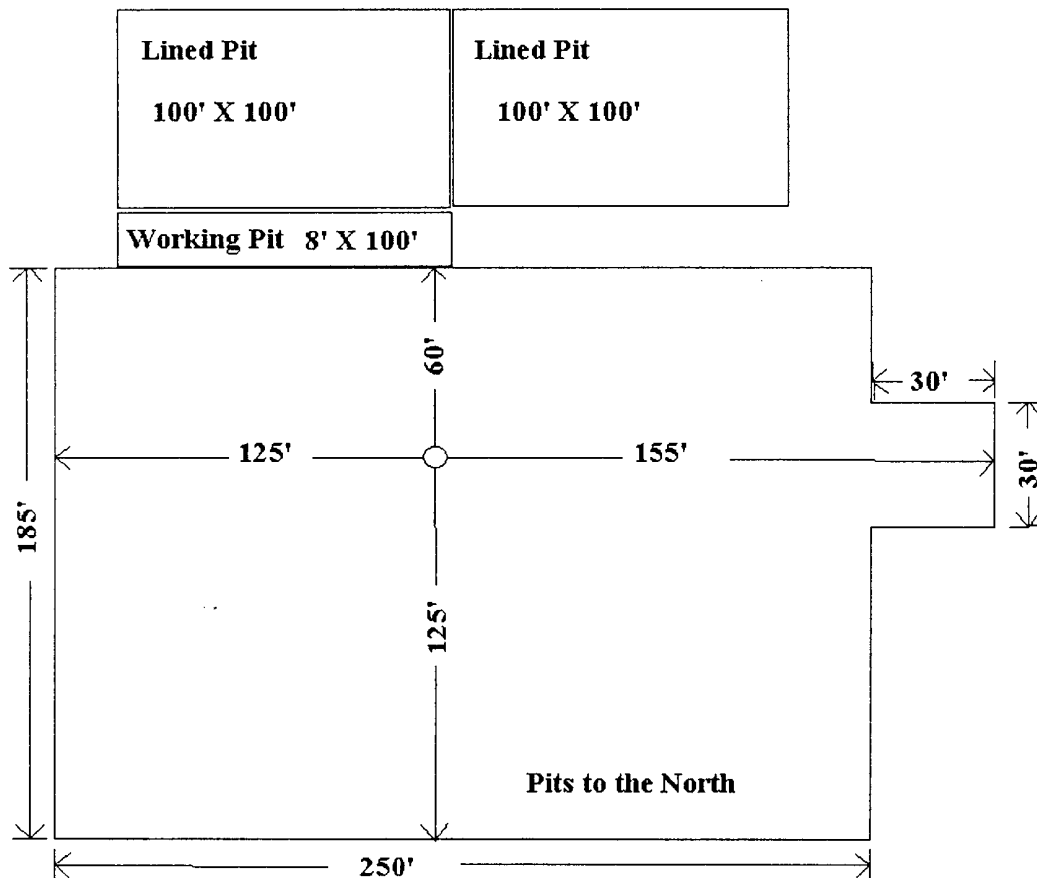 Lined Pit
100' X 100'
Lined Pit
100' X 100'
Working Pit 8' X 100'
60'
30'
125'
155'
30'
185'
125'
Pits to the North
250'